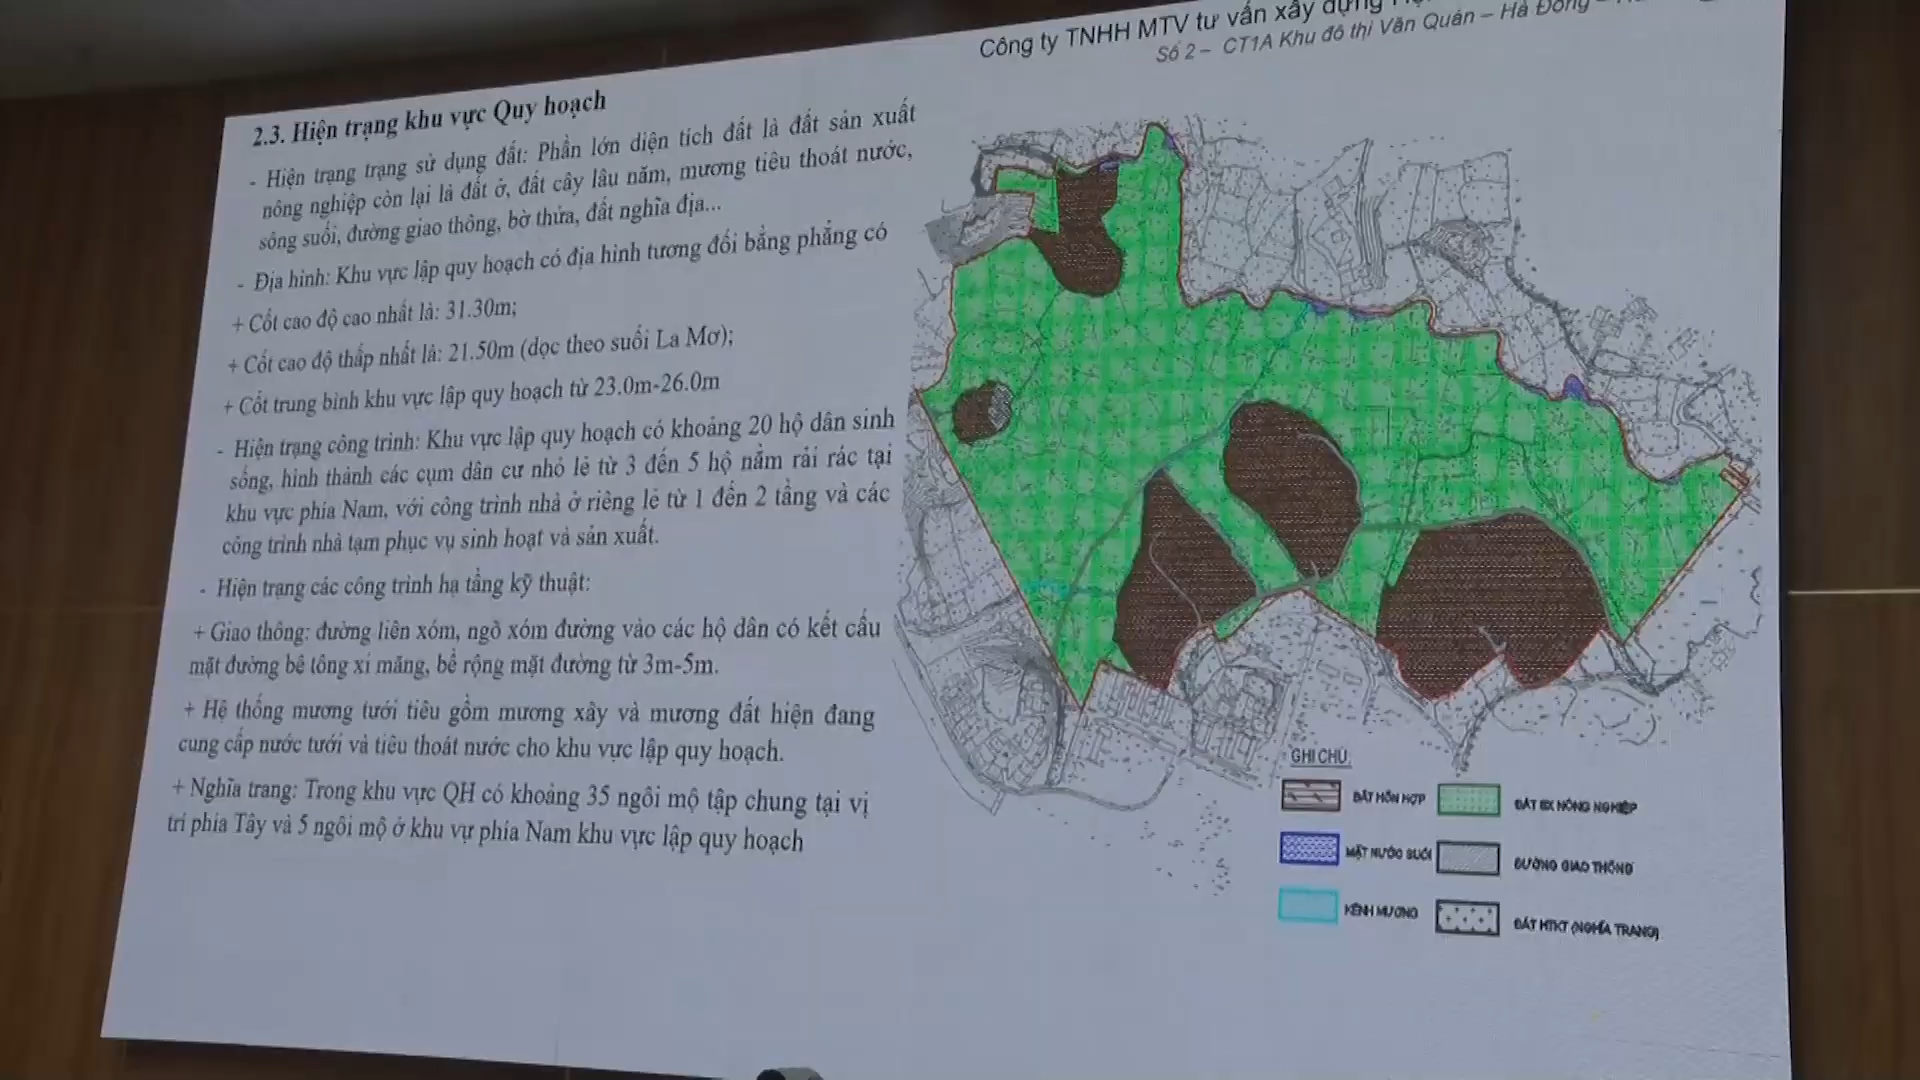 Công ty TNHH MTV tư vấn xây dựng
Số 2 – CT1A Khu đô thị Văn Quán – Hà Đông –
2.3. Hiện trạng khu vực Quy hoạch
- Hiện trạng trạng sử dụng đất: Phần lớn diện tích đất là đất sản xuất
nông nghiệp còn lại là đất ở, đất cây lâu năm, mương tiêu thoát nước,
sông suối, đường giao thông, bờ thửa, đất nghĩa địa...
- Địa hình: Khu vực lập quy hoạch có địa hình tương đối bằng phẳng có
+ Cốt cao độ cao nhất là: 31.30m;
+ Cốt cao độ thấp nhất là: 21.50m (dọc theo suối La Mơ);
+ Cốt trung bình khu vực lập quy hoạch từ 23.0m-26.0m
- Hiện trạng công trình: Khu vực lập quy hoạch có khoảng 20 hộ dân sinh
sống, hình thành các cụm dân cư nhỏ lẻ từ 3 đến 5 hộ nằm rải rác tại
khu vực phía Nam, với công trình nhà ở riêng lẻ từ 1 đến 2 tầng và các
công trình nhà tạm phục vụ sinh hoạt và sản xuất.
- Hiện trạng các công trình hạ tầng kỹ thuật:
+ Giao thông: đường liên xóm, ngõ xóm đường vào các hộ dân có kết cấu
mặt đường bê tông xi măng, bề rộng mặt đường từ 3m-5m.
+ Hệ thống mương tưới tiêu gồm mương xây và mương đất hiện đang
cung cấp nước tưới và tiêu thoát nước cho khu vực lập quy hoạch.
+ Nghĩa trang: Trong khu vực QH có khoảng 35 ngôi mộ tập chung tại vị
trí phía Tây và 5 ngôi mộ ở khu vự phía Nam khu vực lập quy hoạch
GHI CHÚ:
ĐẤT HỖN HỢP
ĐẤT SX NÔNG NGHIỆP
MẶT NƯỚC SUỐI
ĐƯỜNG GIAO THÔNG
KÊNH MƯƠNG
ĐẤT HTKT (NGHĨA TRANG)